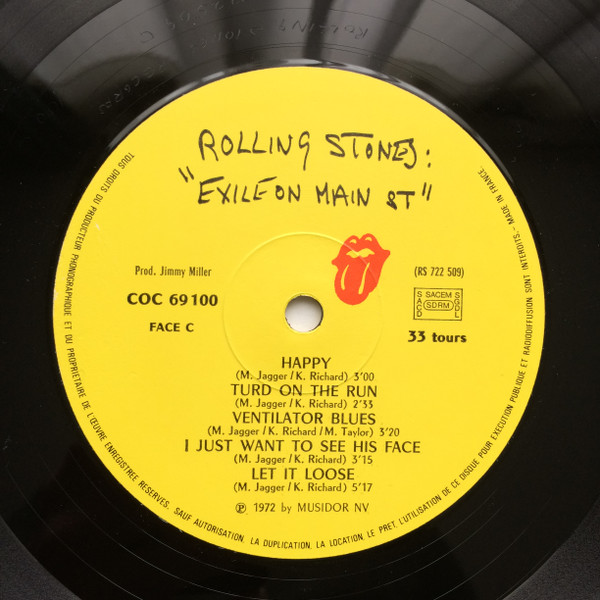 ROLLING STONES:
"EXILE ON MAIN ST"
Prod. Jimmy Miller
(RS 722 509)
COC 69100
SACEM
SDRM
SACD
SGDL
FACE C
33 tours
HAPPY
(M. Jagger/K. Richard) 3'00
TURD ON THE RUN
(M. Jagger/K. Richard) 2'33
VENTILATOR BLUES
(M. Jagger/K. Richard/M. Taylor) 3'20
I JUST WANT TO SEE HIS FACE
(M. Jagger/K. Richard) 3'15
LET IT LOOSE
(M. Jagger/K. Richard) 5'17
℗ 1972 by MUSIDOR NV
TOUS DROITS DU PRODUCTEUR PHONOGRAPHIQUE ET DU PROPRIETAIRE DE L'ŒUVRE ENREGISTREE RESERVES. SAUF AUTORISATION, LA DUPLICATION, LA LOCATION, LE PRET, L'UTILISATION DE CE DISQUE POUR EXECUTION PUBLIQUE ET RADIODIFFUSION SONT INTERDITS. - MADE IN FRANCE.